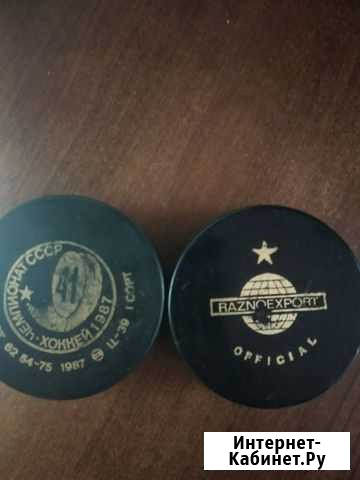 ЧЕМПИОНАТ СССР
41
ХОККЕЙ 1987
62 84-75 1987 Ц-39 I СОРТ
RAZNOEXPORT
OFFICIAL
Интернет-
Кабинет.Ру